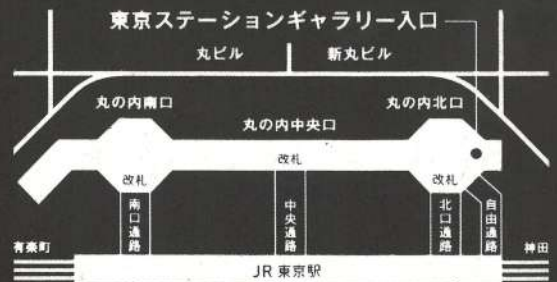 東京ステーションギャラリー入口
丸ビル
新丸ビル
丸の内南口
丸の内中央口
丸の内北口
改札
改札
改札
南口通路
中央通路
北口通路
自由通路
有楽町
神田
JR 東京駅